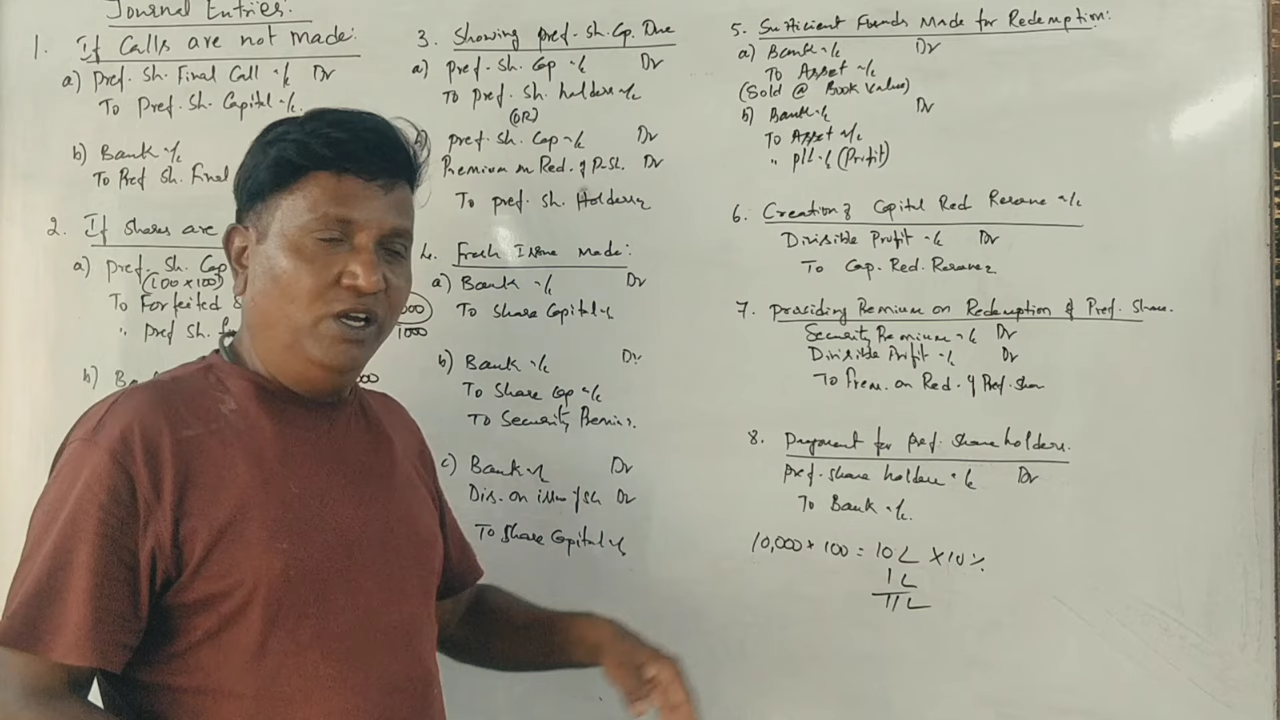 Journal Entries:
1. If Calls are not made:
a) Pref. Sh. Final Call a/c Dr
To Pref. Sh. Capital a/c.
b) Bank a/c
To Pref Sh. Final
2. If shares are
a) Pref. Sh. Cap
(100 x 100)
To Forfeited
" Pref Sh.
1000
b) Ba
3. Showing pref. sh. Cp. Due
a) Pref. Sh. Cap a/c Dr
To Pref. Sh. holders a/c
(OR)
pref. sh. Cap a/c Dr
Premium on Red. of P. Sh. Dr
To pref. sh. Holders
4. Fresh Issue Made:
a) Bank a/c Dr
To Share Capital a/c
b) Bank a/c Dr
To Share Cap a/c
To Security Premium.
c) Bank a/c Dr
Dis. on issue of sh Dr
To Share Capital a/c
5. Sufficient Funds Made for Redemption:
a) Bank a/c Dr
To Asset a/c
(Sold @ Book Value)
b) Bank a/c Dr
To Asset a/c
" P/L a/c (Profit)
6. Creation of Capital Red Reserve a/c
Divisible Profit a/c Dr
To Cap. Red. Reserve
7. Providing Premium on Redemption of Pref. Share.
Security Premium a/c Dr
Divisible Profit a/c Dr
To Prem. on Red. of Pref. Shar
8. Payment for pref. shareholders.
Pref. share holders a/c Dr
To Bank a/c.
10,000 x 100 = 10 L x 10%
1 L
11 L